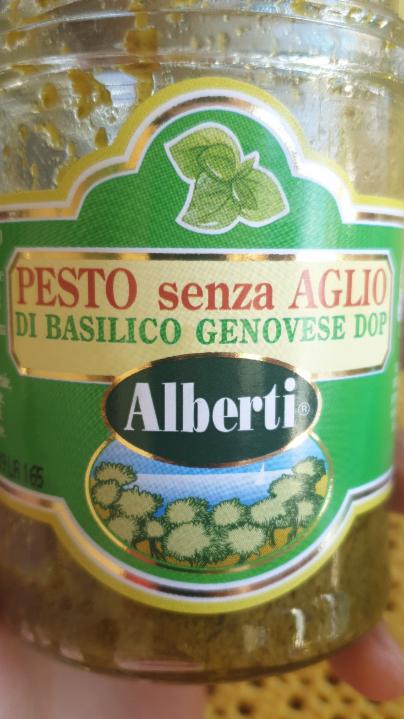 PESTO senza AGLIO
DI BASILICO GENOVESE DOP
Alberti®